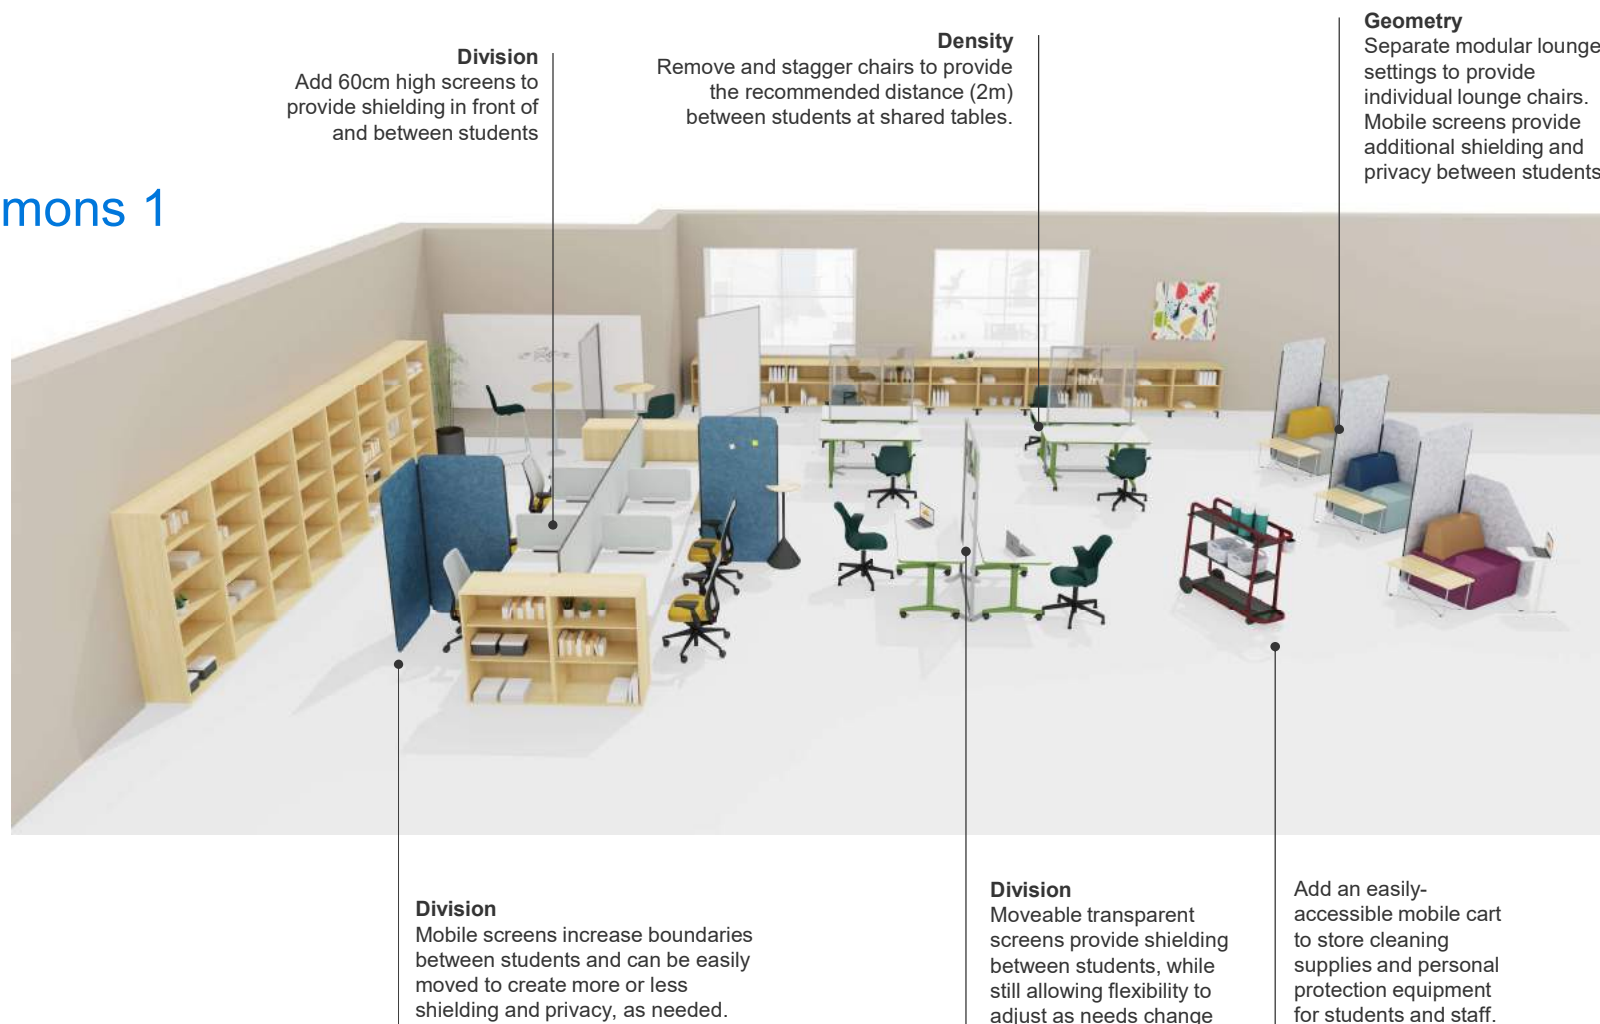 Geometry
Separate modular lounge
settings to provide
individual lounge chairs.
Mobile screens provide
additional shielding and
privacy between students
Density
Remove and stagger chairs to provide
the recommended distance (2m)
between students at shared tables.
Division
Add 60cm high screens to
provide shielding in front of
and between students
mons 1
Division
Mobile screens increase boundaries
between students and can be easily
moved to create more or less
shielding and privacy, as needed.
Division
Moveable transparent
screens provide shielding
between students, while
still allowing flexibility to
adjust as needs change
Add an easily-
accessible mobile cart
to store cleaning
supplies and personal
protection equipment
for students and staff.